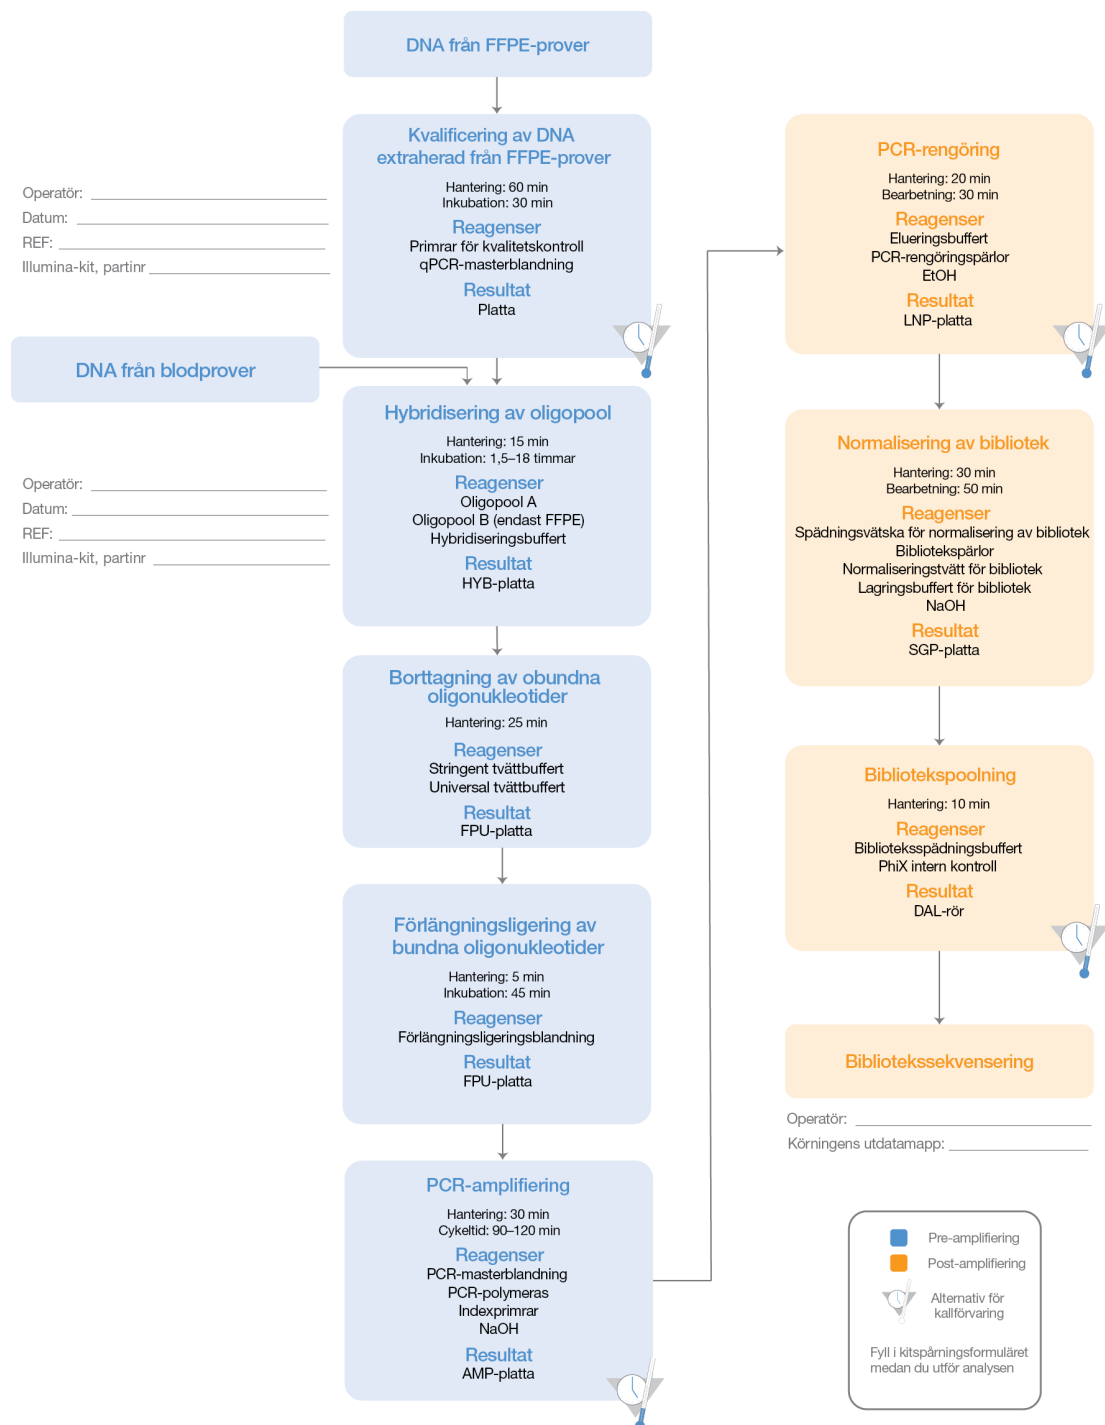 DNA från FFPE-prover
Kvalificering av DNA
extraherad från FFPE-prover
Hantering: 60 min
Inkubation: 30 min
Reagenser
Primrar för kvalitetskontroll
qPCR-masterblandning
Resultat
Platta
Operatör:
Datum:
REF:
Illumina-kit, partinr
DNA från blodprover
Operatör:
Datum:
REF:
Illumina-kit, partinr
Hybridisering av oligopool
Hantering: 15 min
Inkubation: 1,5–18 timmar
Reagenser
Oligopool A
Oligopool B (endast FFPE)
Hybridiseringsbuffert
Resultat
HYB-platta
Borttagning av obundna
oligonukleotider
Hantering: 25 min
Reagenser
Stringent tvättbuffert
Universal tvättbuffert
Resultat
FPU-platta
Förlängningsligering av
bundna oligonukleotider
Hantering: 5 min
Inkubation: 45 min
Reagenser
Förlängningsligeringsblandning
Resultat
FPU-platta
PCR-amplifiering
Hantering: 30 min
Cykeltid: 90–120 min
Reagenser
PCR-masterblandning
PCR-polymeras
Indexprimrar
NaOH
Resultat
AMP-platta
PCR-rengöring
Hantering: 20 min
Bearbetning: 30 min
Reagenser
Elueringsbuffert
PCR-rengöringspärlor
EtOH
Resultat
LNP-platta
Normalisering av bibliotek
Hantering: 30 min
Bearbetning: 50 min
Reagenser
Spädningsvätska för normalisering av bibliotek
Bibliotekspärlor
Normaliseringstvätt för bibliotek
Lagringsbuffert för bibliotek
NaOH
Resultat
SGP-platta
Bibliotekspoolning
Hantering: 10 min
Reagenser
Biblioteksspädningsbuffert
PhiX intern kontroll
Resultat
DAL-rör
Bibliotekssekvensering
Operatör:
Körningens utdatamapp:
Pre-amplifiering
Post-amplifiering
Alternativ för
kallförvaring
Fyll i kitspårningsformuläret
medan du utför analysen